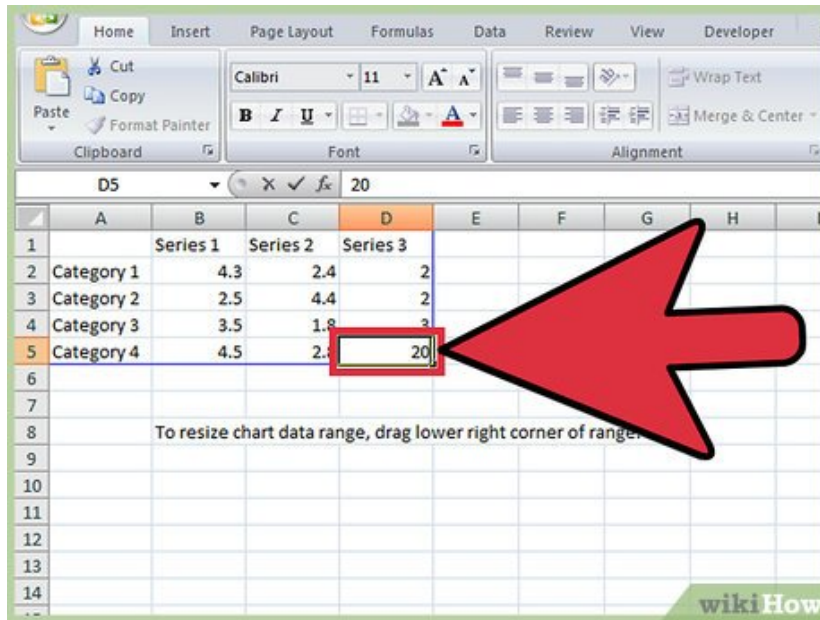 Home Insert Page Layout Formulas Data Review View Developer
Cut
Copy
Format Painter
Paste
Calibri 11 A A
Wrap Text
B I U A
Merge & Center
Clipboard Font Alignment
D5 fx 20
A B C D E F G H
1 Series 1 Series 2 Series 3
2 Category 1 4.3 2.4 2
3 Category 2 2.5 4.4 2
4 Category 3 3.5 1.8 3
5 Category 4 4.5 2.8 20
6
7
8 To resize chart data range, drag lower right corner of range.
9
10
11
12
13
14
wikiHow